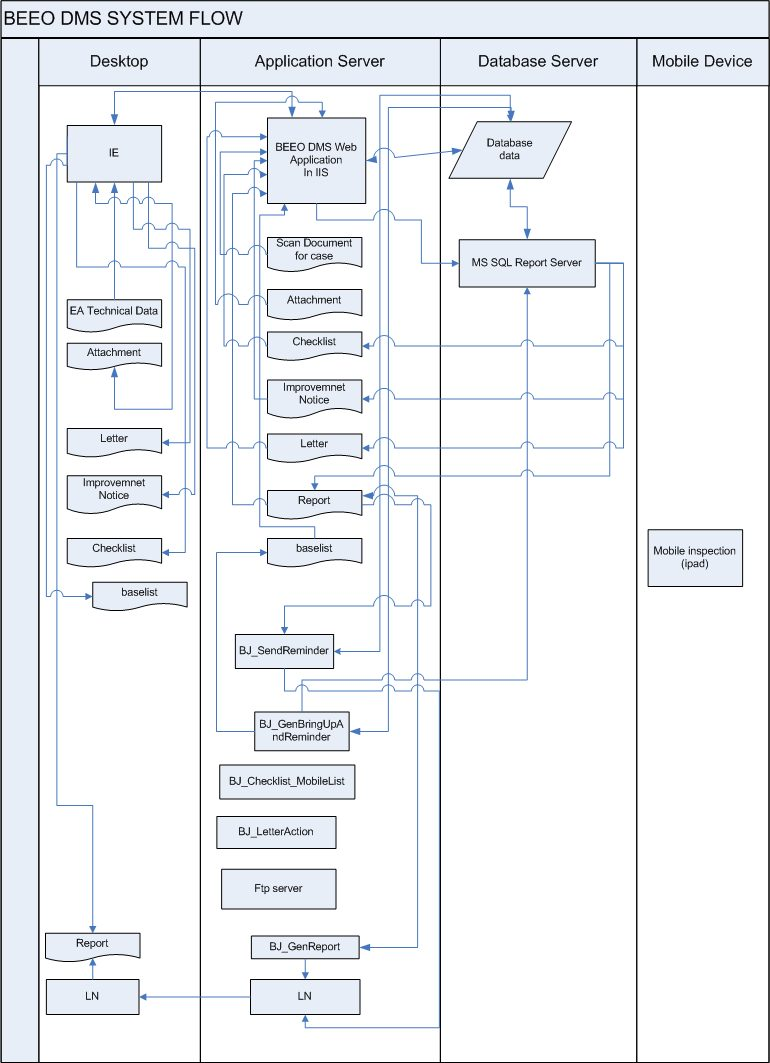 BEEO DMS SYSTEM FLOW
Desktop
Application Server
Database Server
Mobile Device
IE
EA Technical Data
Attachment
Letter
Improvemnet
Notice
Checklist
baselist
Report
LN
BEEO DMS Web
Application
In IIS
Scan Document
for case
Attachment
Checklist
Improvemnet
Notice
Letter
Report
baselist
BJ_SendReminder
BJ_GenBringUpA
ndReminder
BJ_Checklist_MobileList
BJ_LetterAction
Ftp server
BJ_GenReport
LN
Database
data
MS SQL Report Server
Mobile inspection
(ipad)